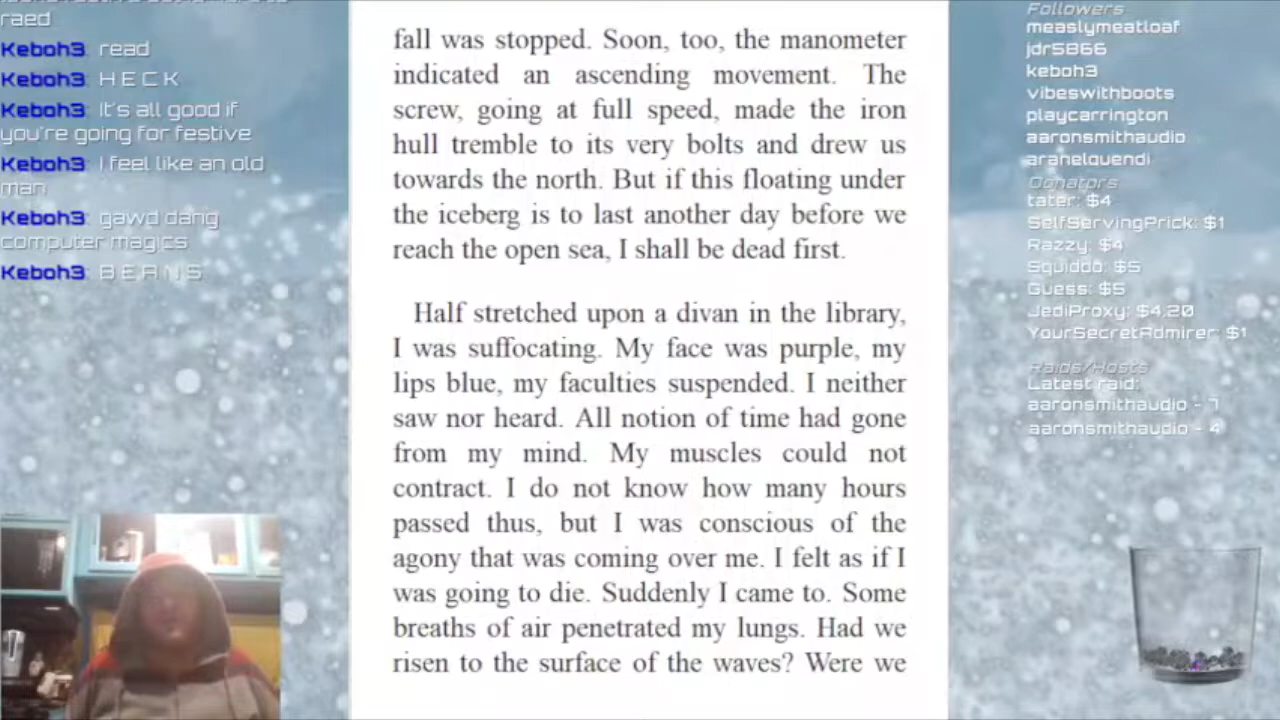 raed
Keboh3: read
Keboh3: H E C K
Keboh3: It's all good if
you're going for festive
Keboh3: I feel like an old
man
Keboh3: gawd dang
computer magics
Keboh3: B E A N S
fall was stopped. Soon, too, the manometer
indicated an ascending movement. The
screw, going at full speed, made the iron
hull tremble to its very bolts and drew us
towards the north. But if this floating under
the iceberg is to last another day before we
reach the open sea, I shall be dead first.
Half stretched upon a divan in the library,
I was suffocating. My face was purple, my
lips blue, my faculties suspended. I neither
saw nor heard. All notion of time had gone
from my mind. My muscles could not
contract. I do not know how many hours
passed thus, but I was conscious of the
agony that was coming over me. I felt as if I
was going to die. Suddenly I came to. Some
breaths of air penetrated my lungs. Had we
risen to the surface of the waves? Were we
Followers
measlymeatloaf
jdr5866
keboh3
vibeswithboots
playcarrington
aaronsmithaudio
aranelquendi
Donators
tater: $4
SelfServingPrick: $1
Razzy: $4
Squidoo: $5
Guess: $5
JediProxy: $4.20
YourSecretAdmirer: $1
Raids/Hosts
Latest raid:
aaronsmithaudio - 7
aaronsmithaudio - 4